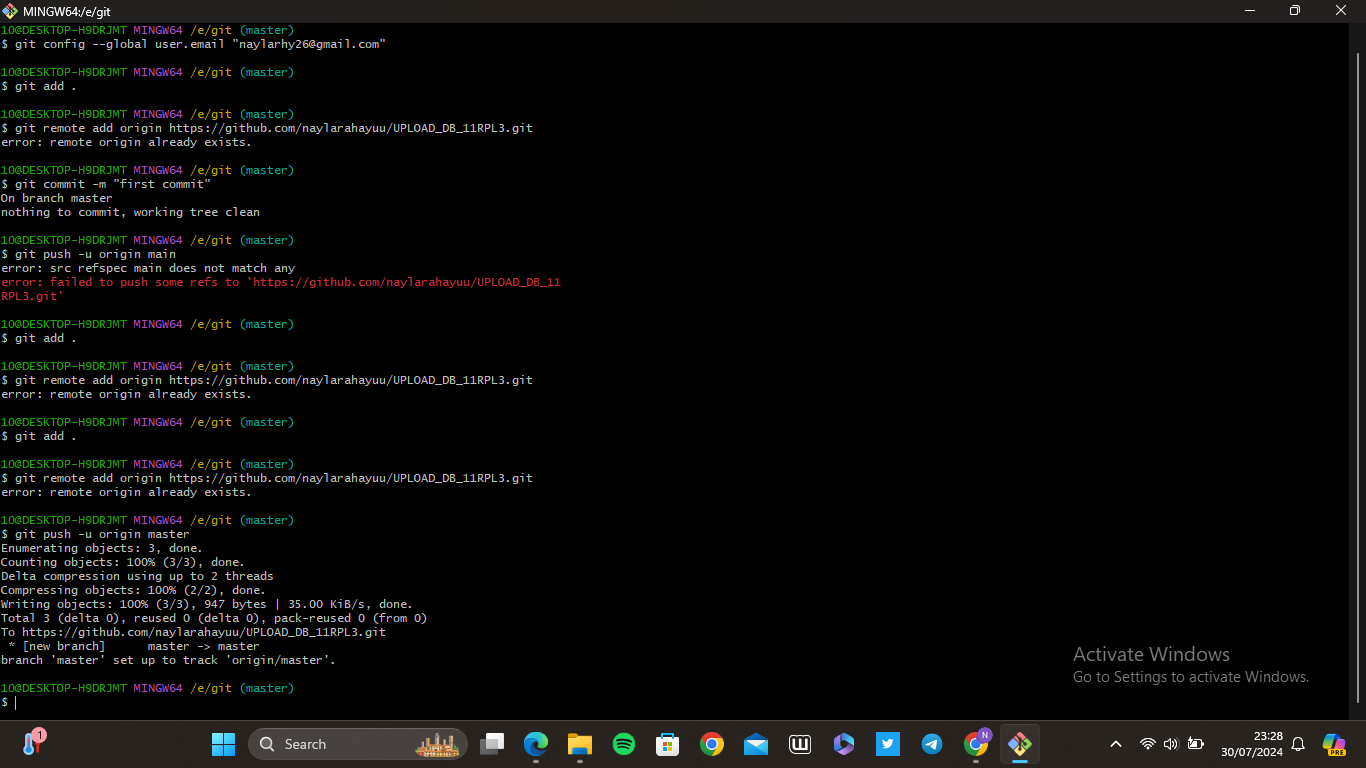 MINGW64:/e/git
10@DESKTOP-H9DRJMT MINGW64 /e/git (master)
$ git config --global user.email "naylarhy26@gmail.com"
10@DESKTOP-H9DRJMT MINGW64 /e/git (master)
$ git add .
10@DESKTOP-H9DRJMT MINGW64 /e/git (master)
$ git remote add origin https://github.com/naylarahayuu/UPLOAD_DB_11RPL3.git
error: remote origin already exists.
10@DESKTOP-H9DRJMT MINGW64 /e/git (master)
$ git commit -m "first commit"
On branch master
nothing to commit, working tree clean
10@DESKTOP-H9DRJMT MINGW64 /e/git (master)
$ git push -u origin main
error: src refspec main does not match any
error: failed to push some refs to 'https://github.com/naylarahayuu/UPLOAD_DB_11
RPL3.git'
10@DESKTOP-H9DRJMT MINGW64 /e/git (master)
$ git add .
10@DESKTOP-H9DRJMT MINGW64 /e/git (master)
$ git remote add origin https://github.com/naylarahayuu/UPLOAD_DB_11RPL3.git
error: remote origin already exists.
10@DESKTOP-H9DRJMT MINGW64 /e/git (master)
$ git add .
10@DESKTOP-H9DRJMT MINGW64 /e/git (master)
$ git remote add origin https://github.com/naylarahayuu/UPLOAD_DB_11RPL3.git
error: remote origin already exists.
10@DESKTOP-H9DRJMT MINGW64 /e/git (master)
$ git push -u origin master
Enumerating objects: 3, done.
Counting objects: 100% (3/3), done.
Delta compression using up to 2 threads
Compressing objects: 100% (2/2), done.
Writing objects: 100% (3/3), 947 bytes | 35.00 KiB/s, done.
Total 3 (delta 0), reused 0 (delta 0), pack-reused 0 (from 0)
To https://github.com/naylarahayuu/UPLOAD_DB_11RPL3.git
 * [new branch]      master -> master
branch 'master' set up to track 'origin/master'.
10@DESKTOP-H9DRJMT MINGW64 /e/git (master)
$
Activate Windows
Go to Settings to activate Windows.
1
Search
N
23:28
30/07/2024
PRE